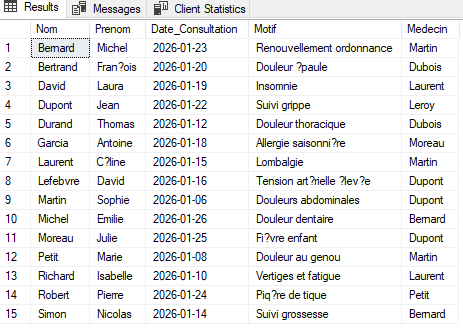 Results Messages Client Statistics
Nom Prenom Date_Consultation Motif Medecin
1 Bernard Michel 2026-01-23 Renouvellement ordonnance Martin
2 Bertrand Fran?ois 2026-01-20 Douleur ?paule Dubois
3 David Laura 2026-01-19 Insomnie Laurent
4 Dupont Jean 2026-01-22 Suivi grippe Leroy
5 Durand Thomas 2026-01-12 Douleur thoracique Dubois
6 Garcia Antoine 2026-01-18 Allergie saisonni?re Moreau
7 Laurent C?line 2026-01-15 Lombalgie Martin
8 Lefebvre David 2026-01-16 Tension art?rielle ?lev?e Dupont
9 Martin Sophie 2026-01-06 Douleurs abdominales Dupont
10 Michel Emilie 2026-01-26 Douleur dentaire Bernard
11 Moreau Julie 2026-01-25 Fi?vre enfant Dupont
12 Petit Marie 2026-01-08 Douleur au genou Martin
13 Richard Isabelle 2026-01-10 Vertiges et fatigue Laurent
14 Robert Pierre 2026-01-24 Piq?re de tique Petit
15 Simon Nicolas 2026-01-14 Suivi grossesse Bernard